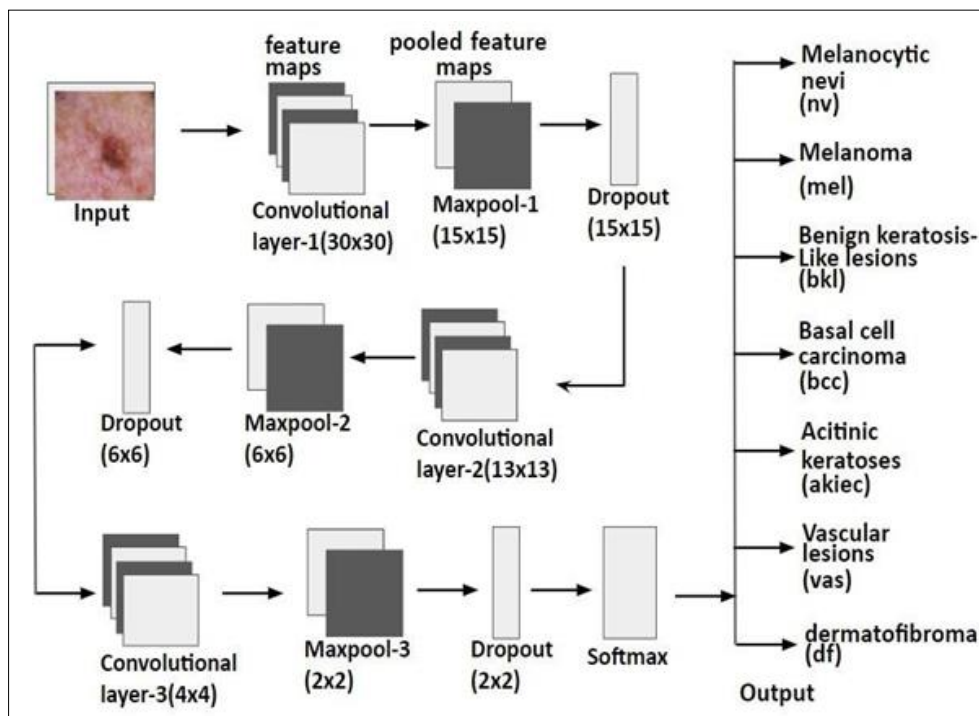 feature
maps
pooled feature
maps
Input
Convolutional
layer-1(30x30)
Maxpool-1
(15x15)
Dropout
(15x15)
Dropout
(6x6)
Maxpool-2
(6x6)
Convolutional
layer-2(13x13)
Convolutional
layer-3(4x4)
Maxpool-3
(2x2)
Dropout
(2x2)
Softmax
Melanocytic
nevi
(nv)
Melanoma
(mel)
Benign keratosis-
Like lesions
(bkl)
Basal cell
carcinoma
(bcc)
Acitinic
keratoses
(akiec)
Vascular
lesions
(vas)
dermatofibroma
(df)
Output